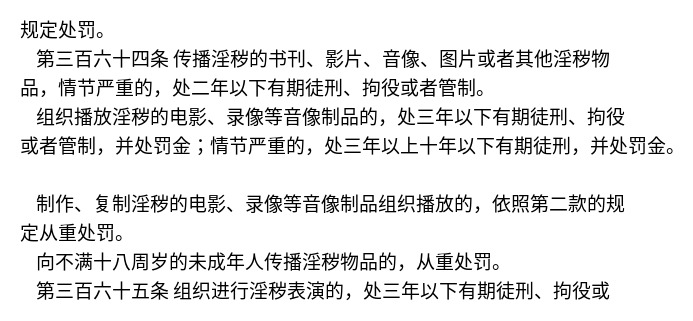 规定处罚。
第三百六十四条 传播淫秽的书刊、影片、音像、图片或者其他淫秽物
品，情节严重的，处二年以下有期徒刑、拘役或者管制。
组织播放淫秽的电影、录像等音像制品的，处三年以下有期徒刑、拘役
或者管制，并处罚金；情节严重的，处三年以上十年以下有期徒刑，并处罚金。
制作、复制淫秽的电影、录像等音像制品组织播放的，依照第二款的规
定从重处罚。
向不满十八周岁的未成年人传播淫秽物品的，从重处罚。
第三百六十五条 组织进行淫秽表演的，处三年以下有期徒刑、拘役或